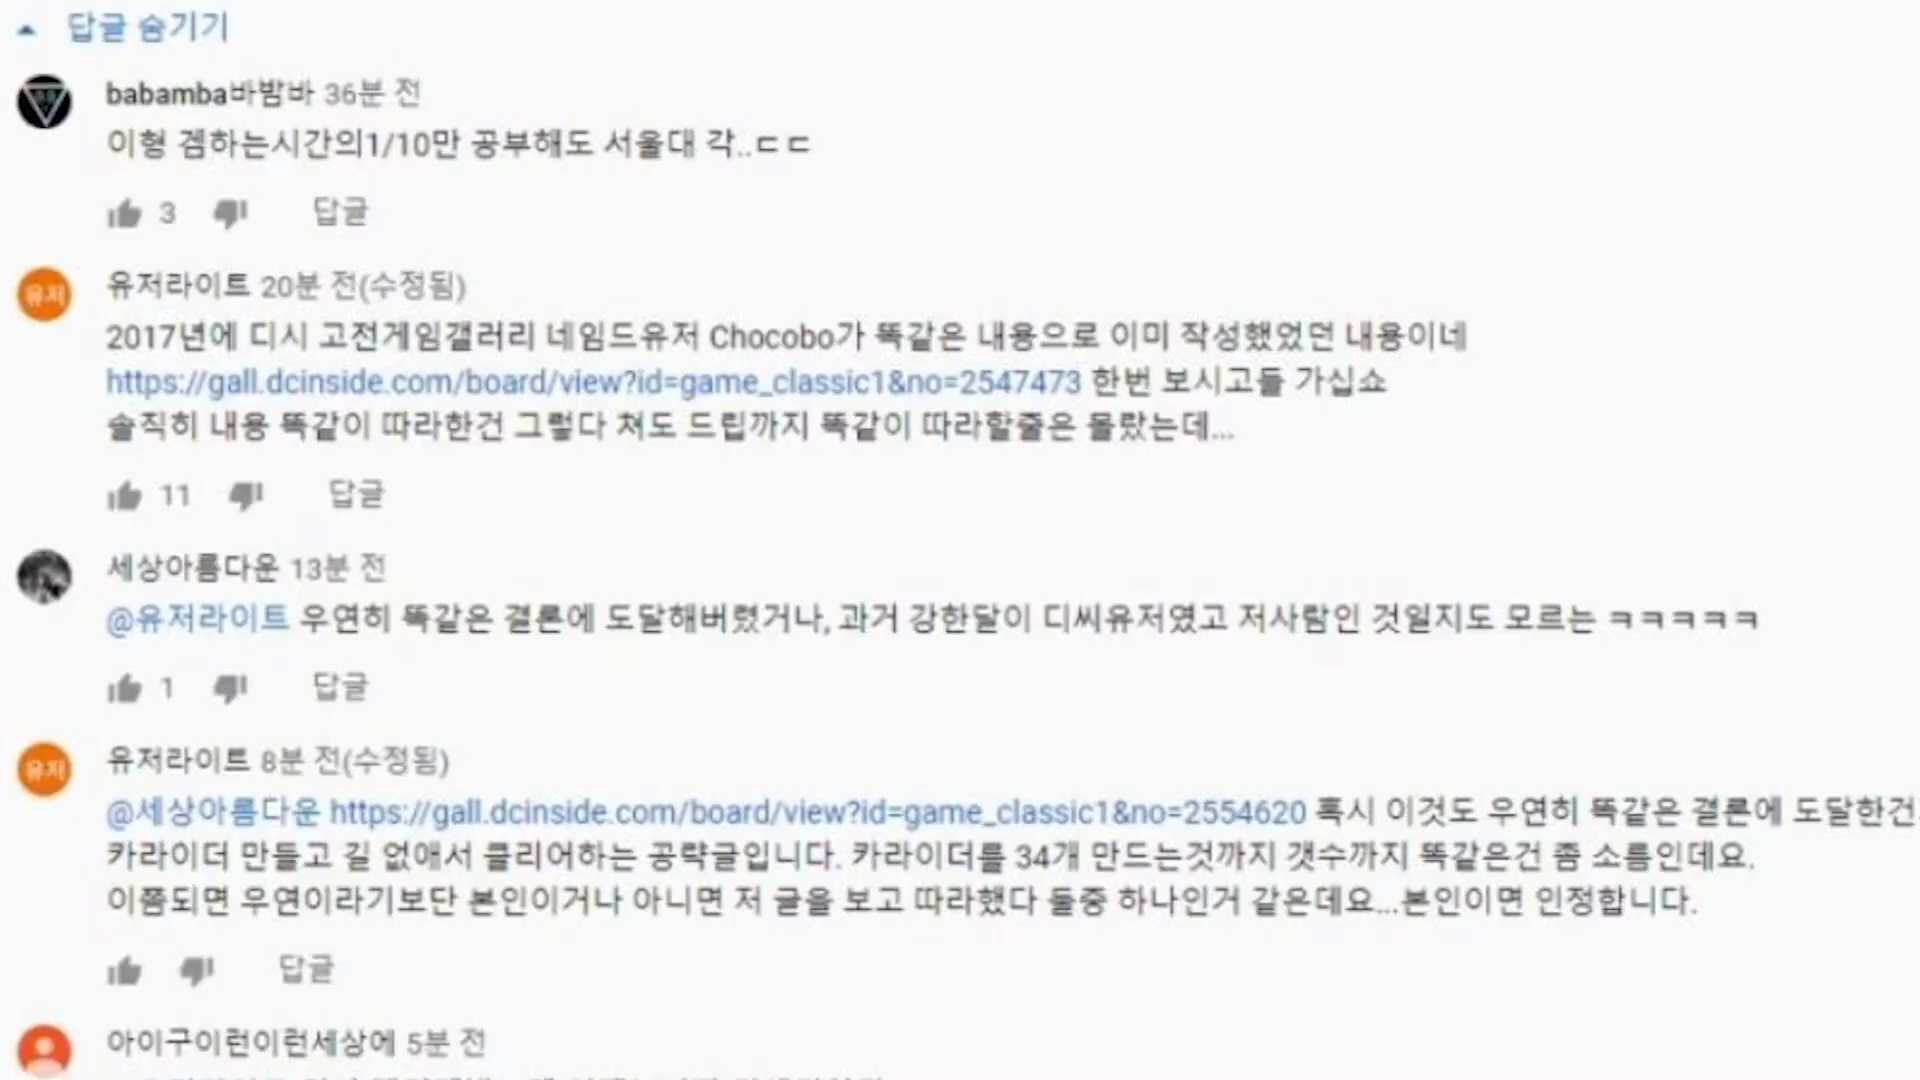 답글 숨기기
babamba바밤바 36분 전
이형 겜하는시간의1/10만 공부해도 서울대 각..ㄷㄷ
3 답글
유저
유저라이트 20분 전(수정됨)
2017년에 디시 고전게임갤러리 네임드유저 Chocobo가 똑같은 내용으로 이미 작성했었던 내용이네
https://gall.dcinside.com/board/view?id=game_classic1&no=2547473 한번 보시고들 가십쇼
솔직히 내용 똑같이 따라한건 그렇다 쳐도 드립까지 똑같이 따라할줄은 몰랐는데...
11 답글
세상아름다운 13분 전
@유저라이트 우연히 똑같은 결론에 도달해버렸거나, 과거 강한달이 디씨유저였고 저사람인 것일지도 모르는 ㅋㅋㅋㅋㅋ
1 답글
유저
유저라이트 8분 전(수정됨)
@세상아름다운 https://gall.dcinside.com/board/view?id=game_classic1&no=2554620 혹시 이것도 우연히 똑같은 결론에 도달한건
카라이더 만들고 길 없애서 클리어하는 공략글입니다. 카라이더를 34개 만드는것까지 갯수까지 똑같은건 좀 소름인데요.
이쯤되면 우연이라기보단 본인이거나 아니면 저 글을 보고 따라했다 둘중 하나인거 같은데요...본인이면 인정합니다.
답글
아이구이런이런세상에 5분 전